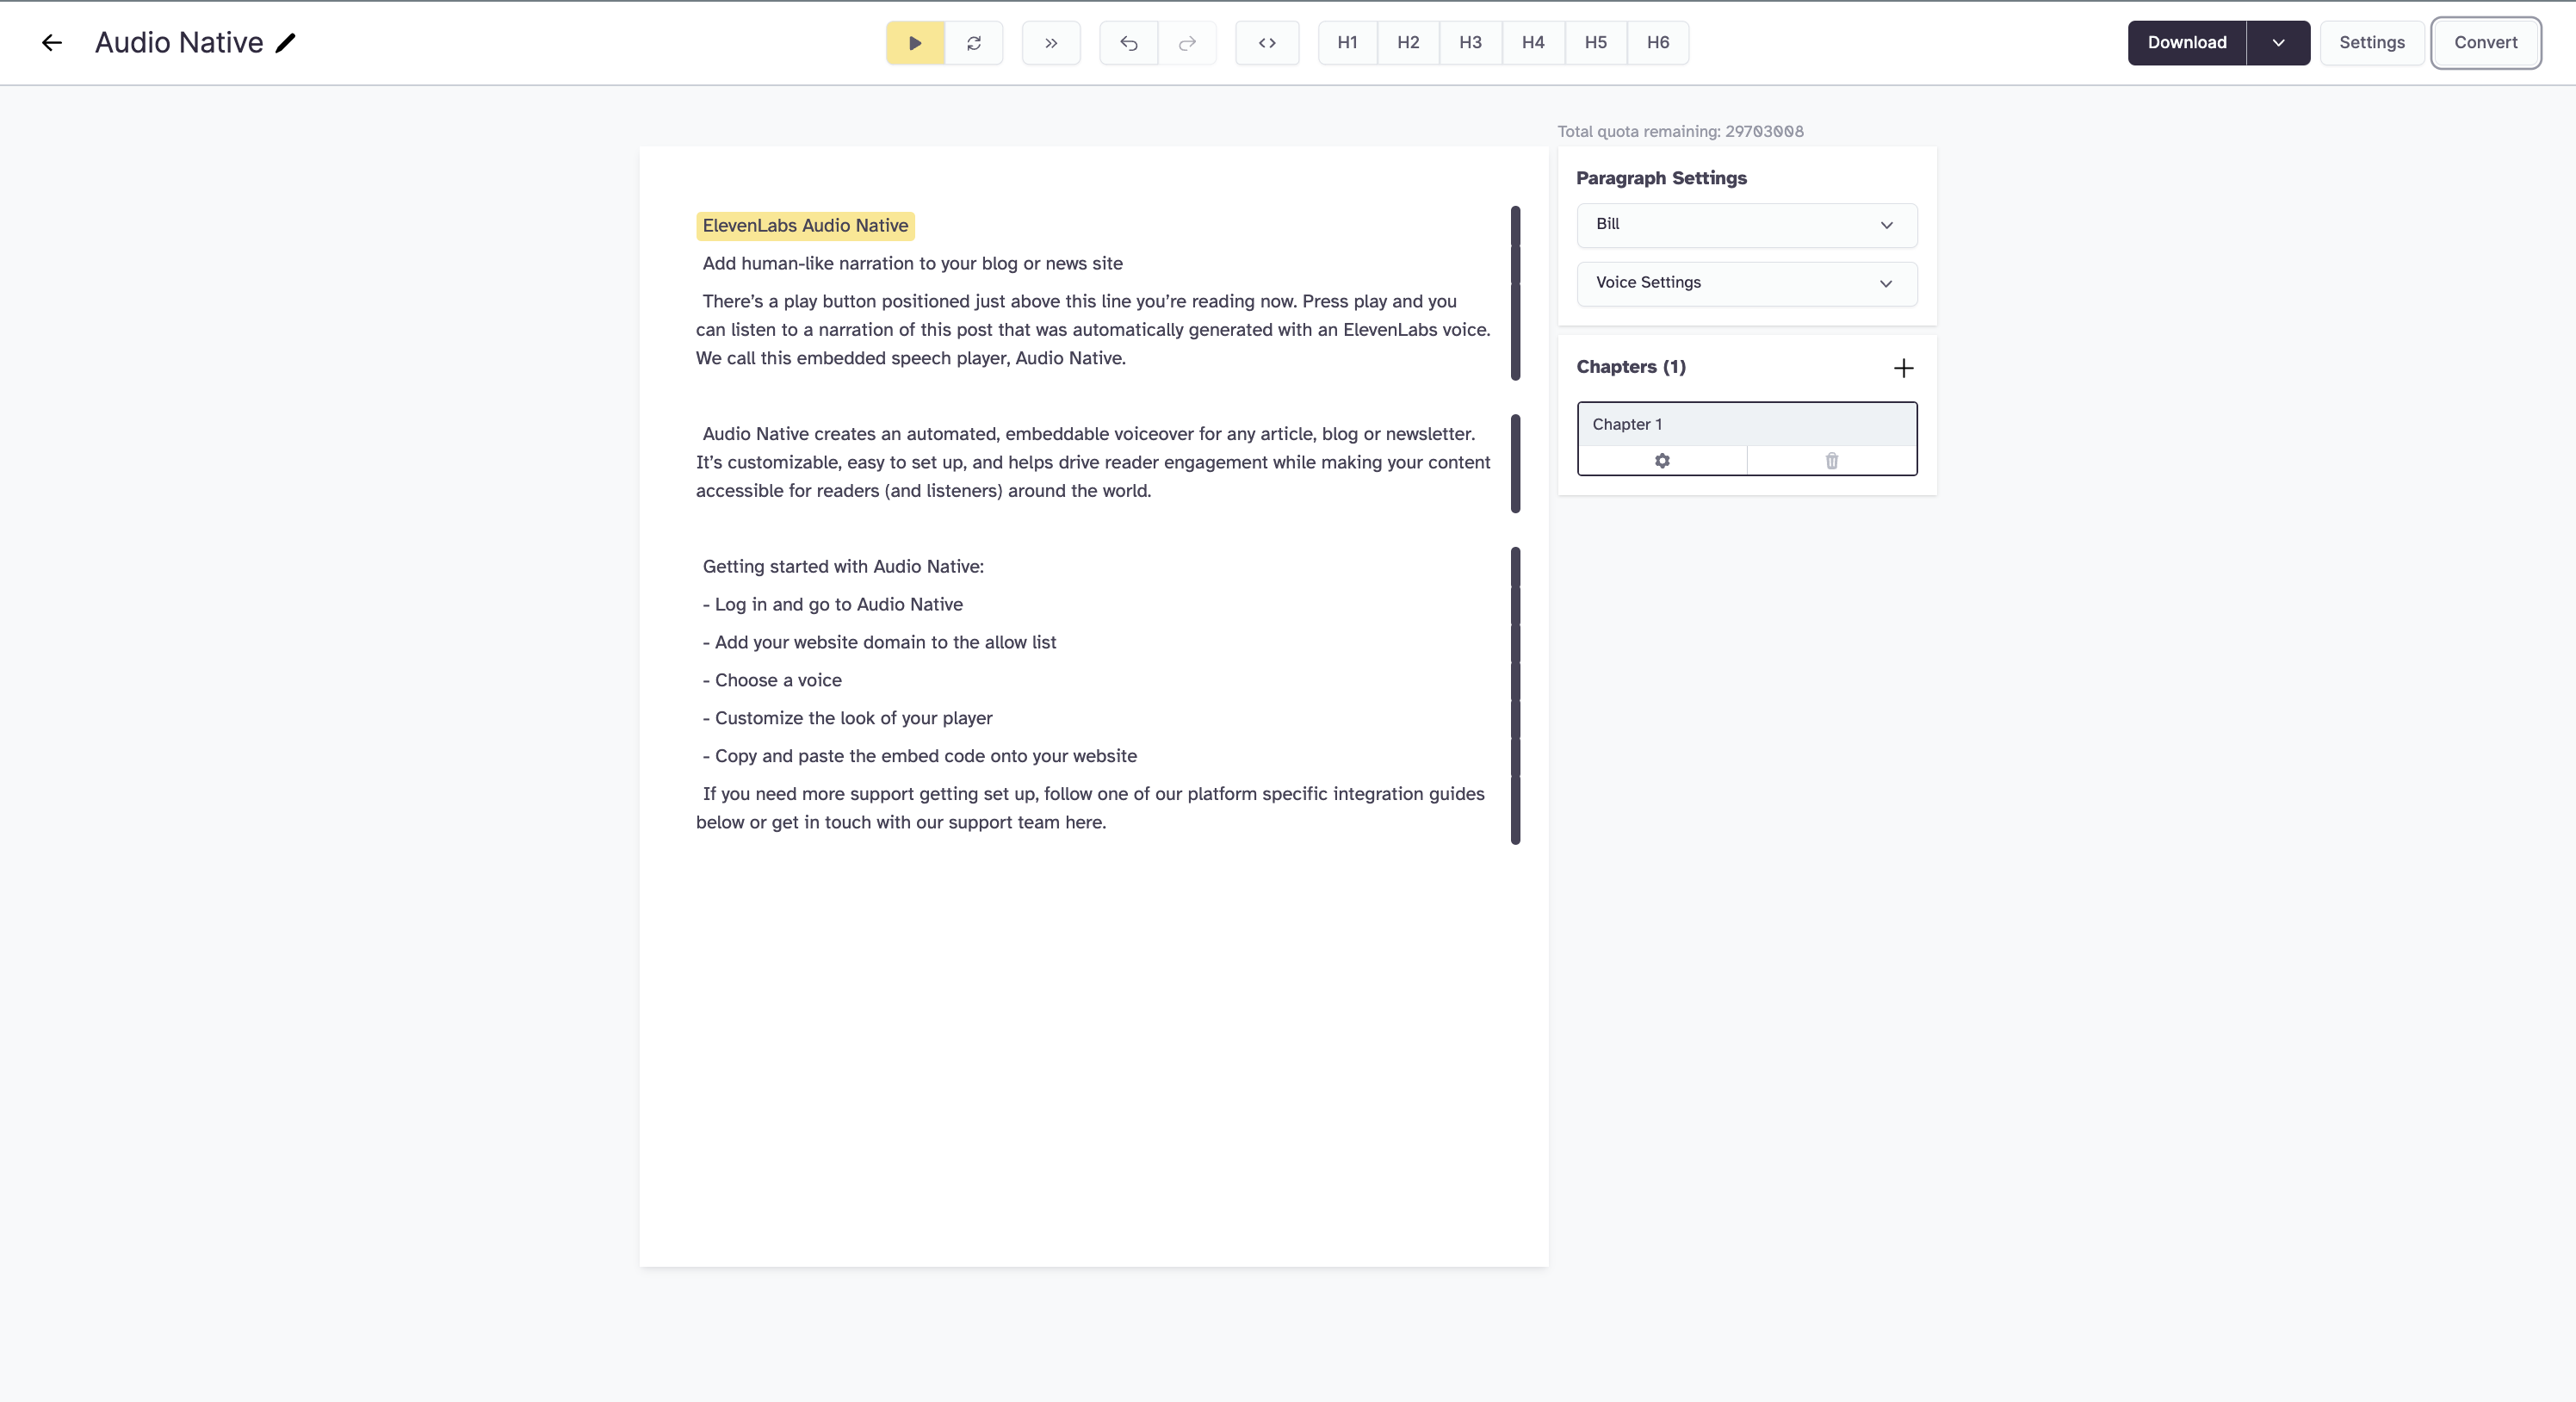 Audio Native
H1 H2 H3 H4 H5 H6
Download
Settings
Convert
Total quota remaining: 29703008
ElevenLabs Audio Native
Add human-like narration to your blog or news site
There’s a play button positioned just above this line you’re reading now. Press play and you
can listen to a narration of this post that was automatically generated with an ElevenLabs voice.
We call this embedded speech player, Audio Native.
Audio Native creates an automated, embeddable voiceover for any article, blog or newsletter.
It’s customizable, easy to set up, and helps drive reader engagement while making your content
accessible for readers (and listeners) around the world.
Getting started with Audio Native:
- Log in and go to Audio Native
- Add your website domain to the allow list
- Choose a voice
- Customize the look of your player
- Copy and paste the embed code onto your website
If you need more support getting set up, follow one of our platform specific integration guides
below or get in touch with our support team here.
Paragraph Settings
Bill
Voice Settings
Chapters (1)
Chapter 1